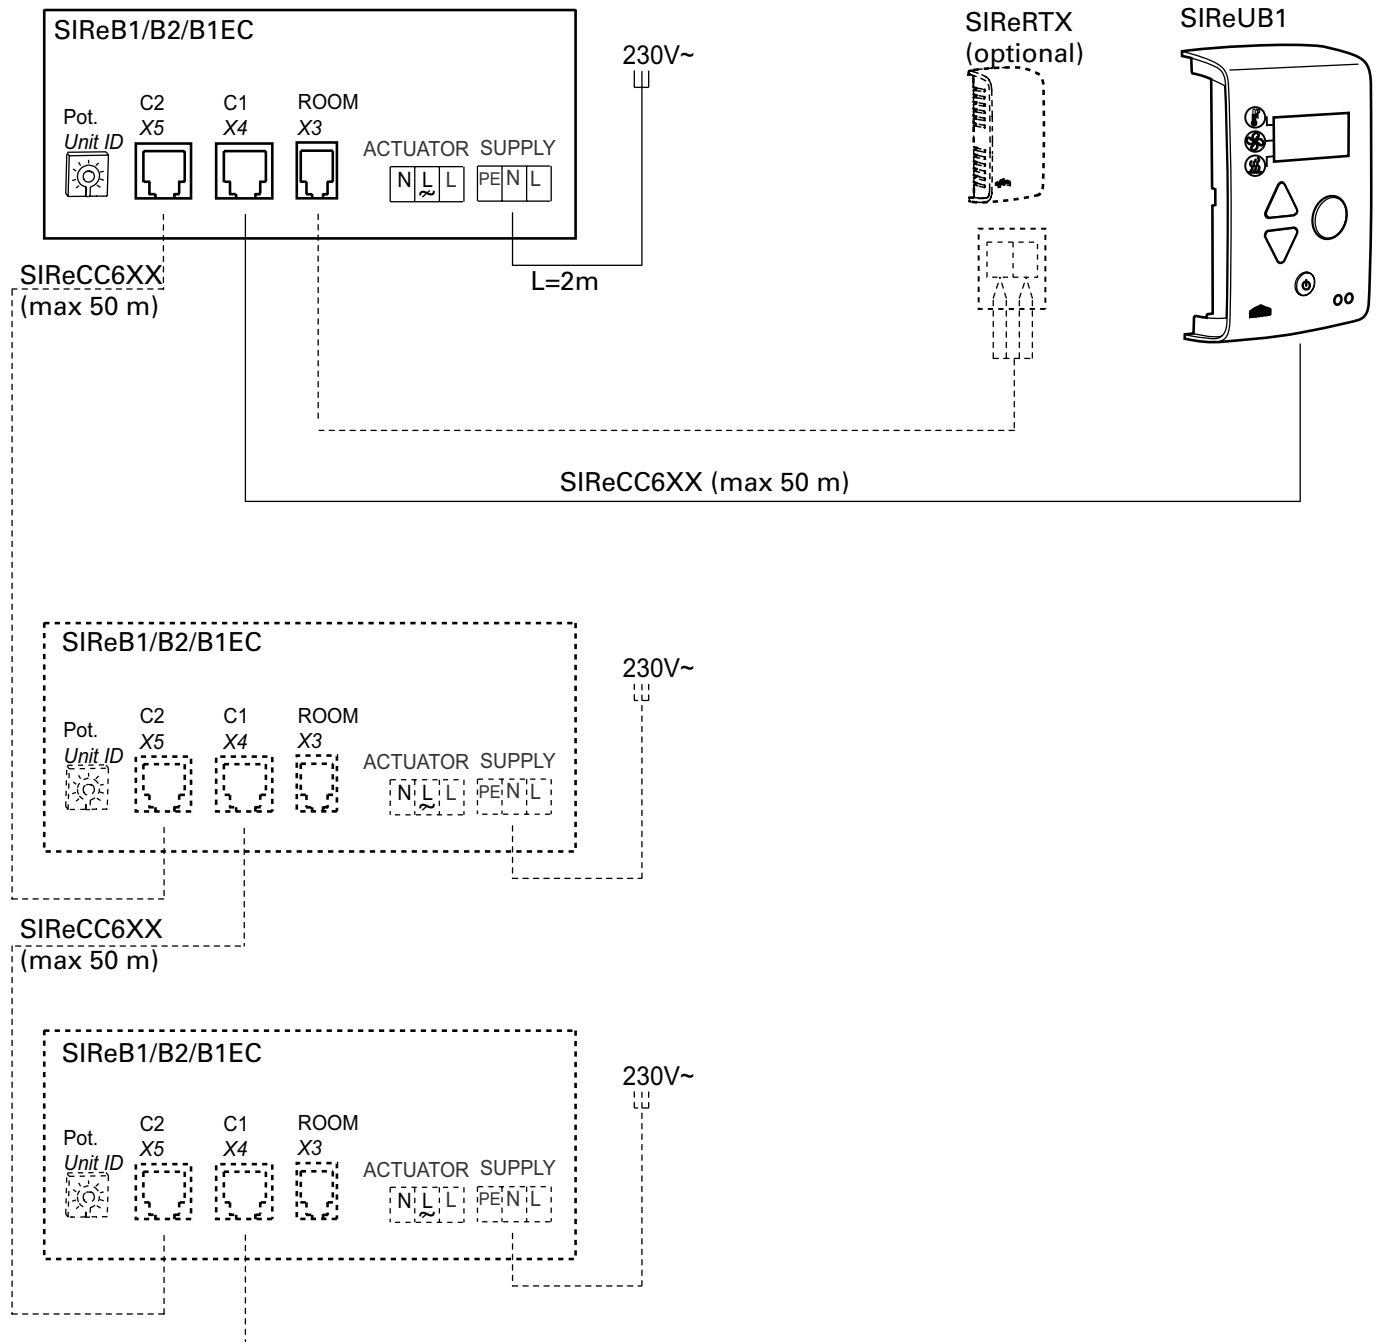 SIReB1/B2/B1EC
230V~
SIReRTX
(optional)
SIReUB1
Pot.
Unit ID
C2
X5
C1
X4
ROOM
X3
ACTUATOR
SUPPLY
N L L
~
PE N L
SIReCC6XX
(max 50 m)
L=2m
SIReCC6XX (max 50 m)
SIReB1/B2/B1EC
230V~
Pot.
Unit ID
C2
X5
C1
X4
ROOM
X3
ACTUATOR
SUPPLY
N L L
~
PE N L
SIReCC6XX
(max 50 m)
SIReB1/B2/B1EC
230V~
Pot.
Unit ID
C2
X5
C1
X4
ROOM
X3
ACTUATOR
SUPPLY
N L L
~
PE N L